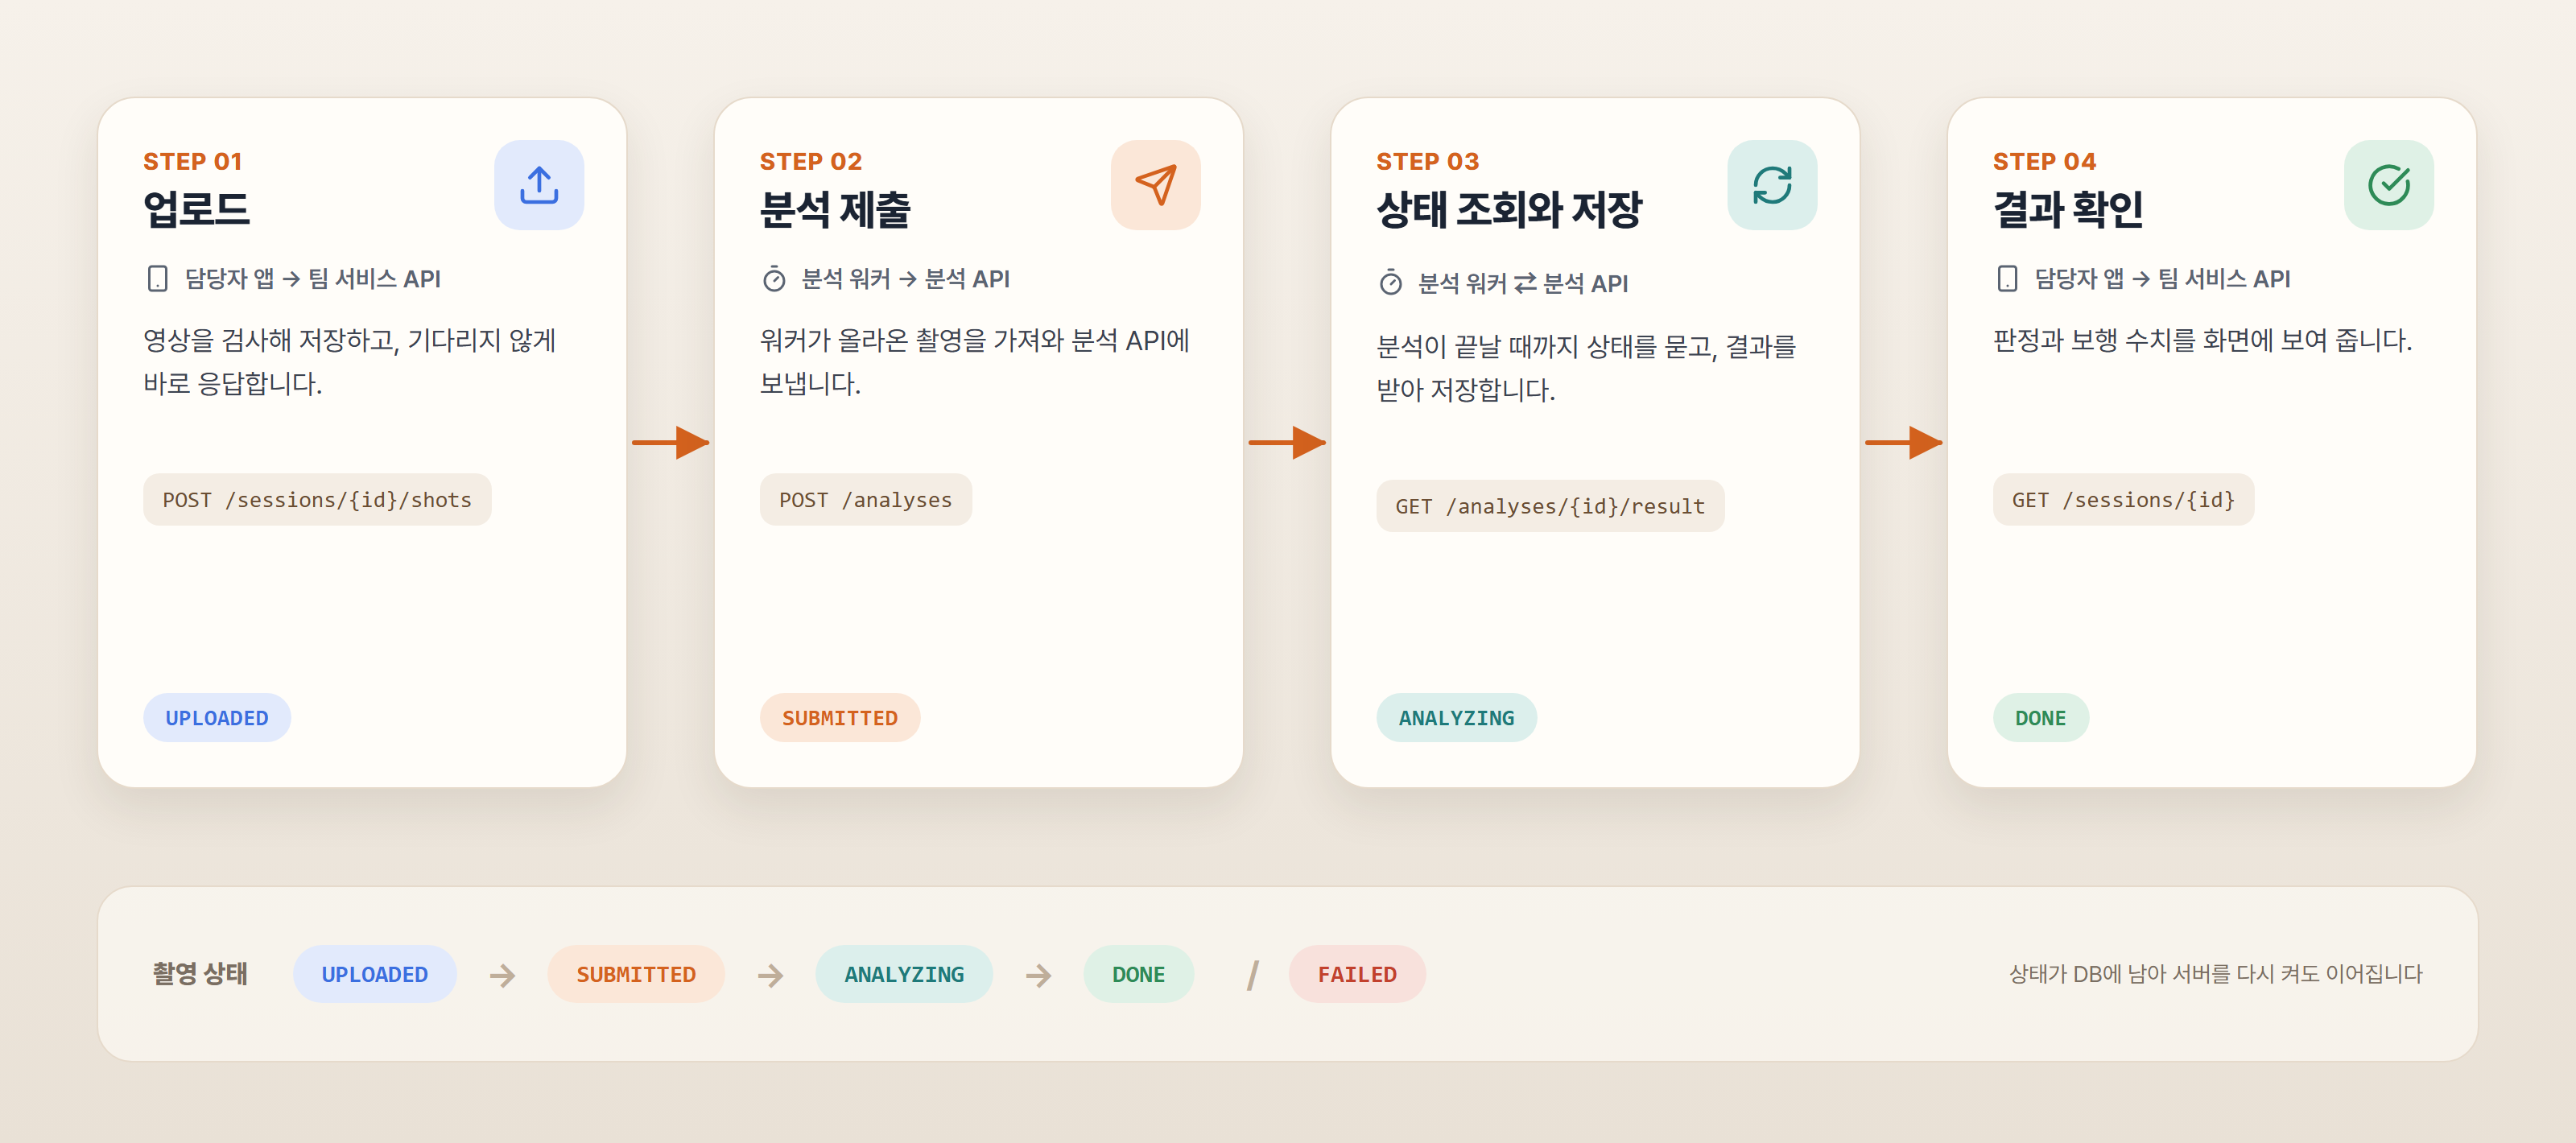 STEP 01
업로드
담당자 앱 → 팀 서비스 API
영상을 검사해 저장하고, 기다리지 않게
바로 응답합니다.
POST /sessions/{id}/shots
UPLOADED
STEP 02
분석 제출
분석 워커 → 분석 API
워커가 올라온 촬영을 가져와 분석 API에
보냅니다.
POST /analyses
SUBMITTED
STEP 03
상태 조회와 저장
분석 워커 ⇄ 분석 API
분석이 끝날 때까지 상태를 묻고, 결과를
받아 저장합니다.
GET /analyses/{id}/result
ANALYZING
STEP 04
결과 확인
담당자 앱 → 팀 서비스 API
판정과 보행 수치를 화면에 보여 줍니다.
GET /sessions/{id}
DONE
촬영 상태 UPLOADED → SUBMITTED → ANALYZING → DONE / FAILED 상태가 DB에 남아 서버를 다시 켜도 이어집니다